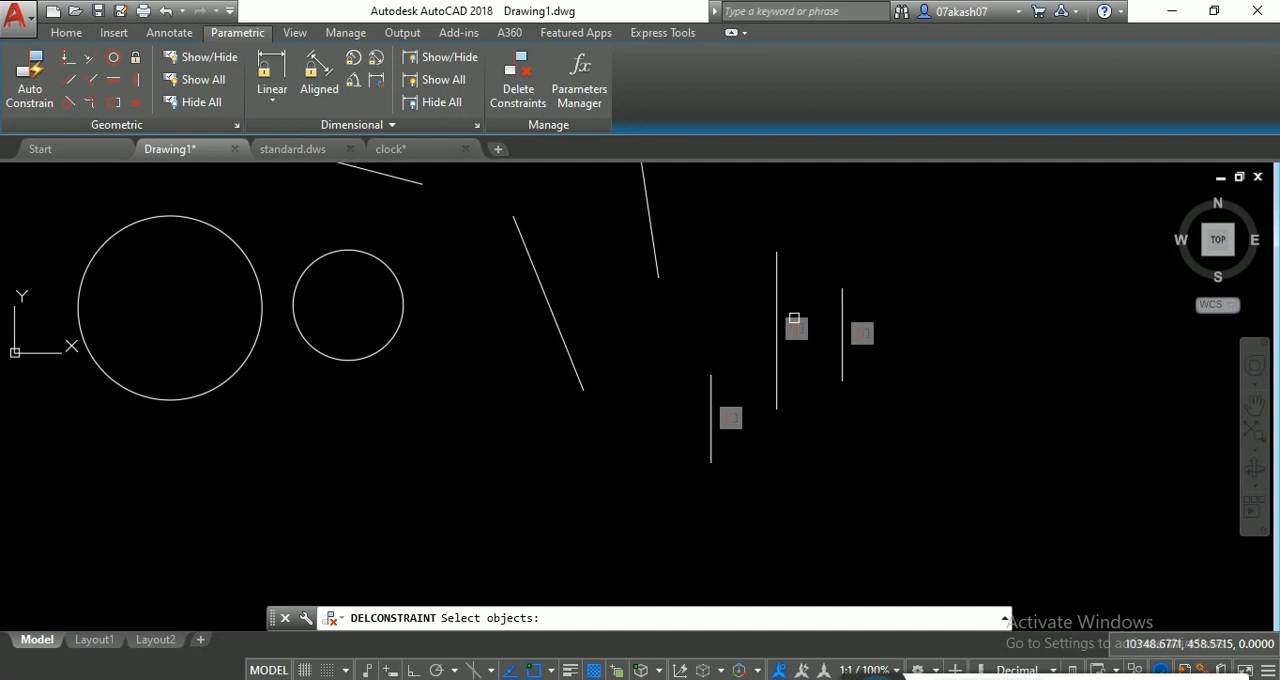 Autodesk AutoCAD 2018 Drawing1.dwg
Type a keyword or phrase
07akash07
Home Insert Annotate Parametric View Manage Output Add-ins A360 Featured Apps Express Tools
Auto Constrain
Show/Hide
Show All
Hide All
Linear
Aligned
Show/Hide
Show All
Hide All
Delete Constraints
fx
Parameters Manager
Geometric
Dimensional
Manage
Start Drawing1* standard.dws clock*
N
W TOP E
S
WCS
Y
X
DELCONSTRAINT Select objects:
Activate Windows
Go to Settings to a
10348.6771, 458.5715, 0.0000
Model Layout1 Layout2
MODEL
1:1 / 100%
Decimal